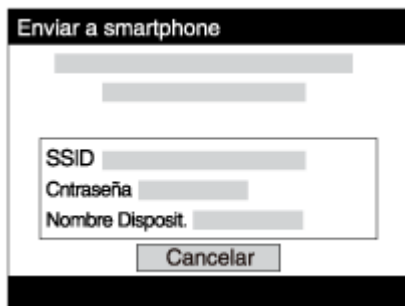 Enviar a smartphone
SSID
Cntraseña
Nombre Disposit.
Cancelar